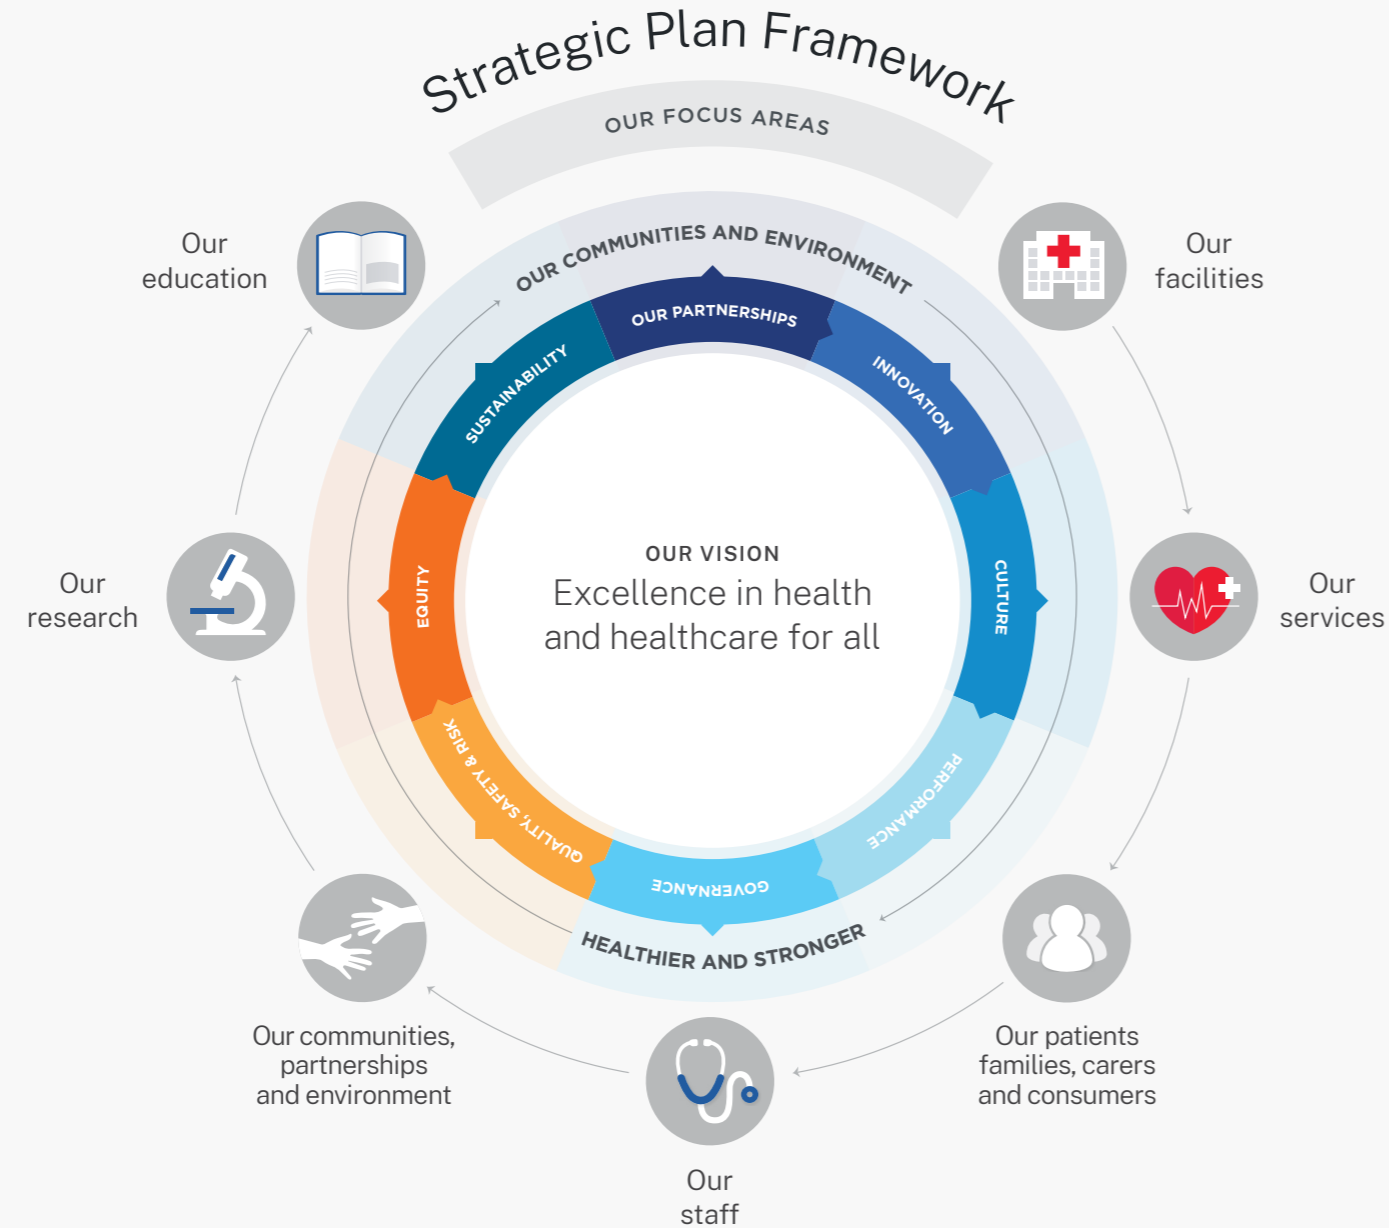 Strategic Plan Framework
OUR FOCUS AREAS
OUR COMMUNITIES AND ENVIRONMENT
OUR PARTNERSHIPS
INNOVATION
CULTURE
PERFORMANCE
GOVERNANCE
QUALITY, SAFETY & RISK
EQUITY
SUSTAINABILITY
HEALTHIER AND STRONGER
OUR VISION
Excellence in health
and healthcare for all
Our
facilities
Our
services
Our patients
families, carers
and consumers
Our
staff
Our communities,
partnerships
and environment
Our
research
Our
education